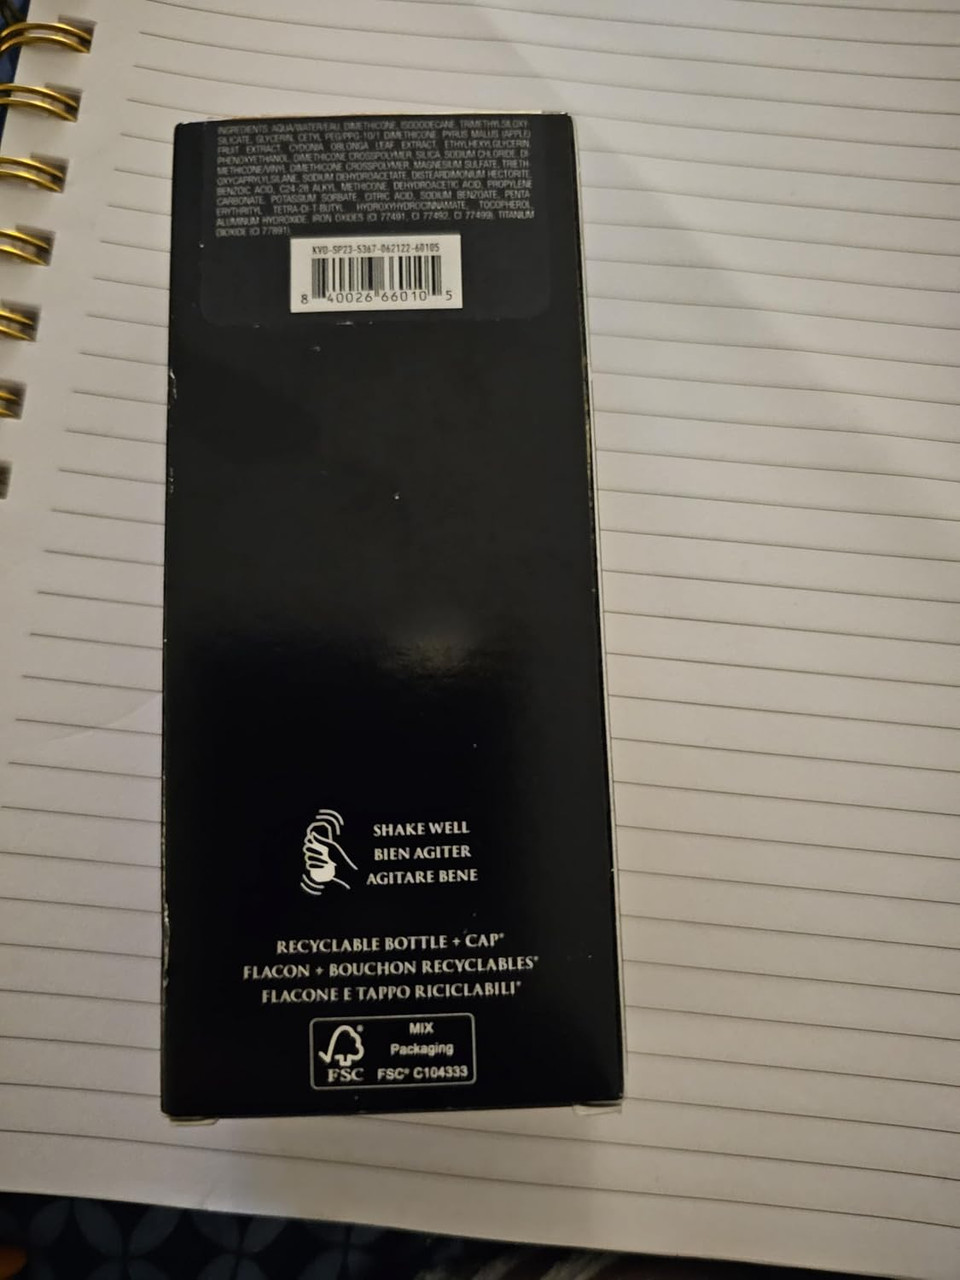 INGREDIENTS: AQUA/WATER/EAU, DIMETHICONE, ISODODECANE, TRIMETHYLSILOXY
SILICATE, GLYCERIN, CETYL PEG/PPG-10/1 DIMETHICONE, PYRUS MALUS (APPLE)
FRUIT EXTRACT, CYDONIA OBLONGA LEAF EXTRACT, ETHYLHEXYLGLYCERIN,
PHENOXYETHANOL, DIMETHICONE CROSSPOLYMER, SILICA, SODIUM CHLORIDE, DI-
METHICONE/VINYL DIMETHICONE CROSSPOLYMER, MAGNESIUM SULFATE, TRIETH-
OXYCAPRYLYLSILANE, SODIUM DEHYDROACETATE, DISTEARDIMONIUM HECTORITE,
BENZOIC ACID, C24-28 ALKYL METHICONE, DEHYDROACETIC ACID, PROPYLENE
CARBONATE, POTASSIUM SORBATE, CITRIC ACID, SODIUM BENZOATE, PENTA-
ERYTHRITYL TETRA-DI-T-BUTYL HYDROXYHYDROCINNAMATE, TOCOPHEROL,
ALUMINUM HYDROXIDE, IRON OXIDES (CI 77491, CI 77492, CI 77499), TITANIUM
DIOXIDE (CI 77891).
KVO-SP23-5367-062122-60105
8 40026 66010 5
SHAKE WELL
BIEN AGITER
AGITARE BENE
RECYCLABLE BOTTLE + CAP*
FLACON + BOUCHON RECYCLABLES*
FLACONE E TAPPO RICICLABILI*
MIX
Packaging
FSC® FSC® C104333